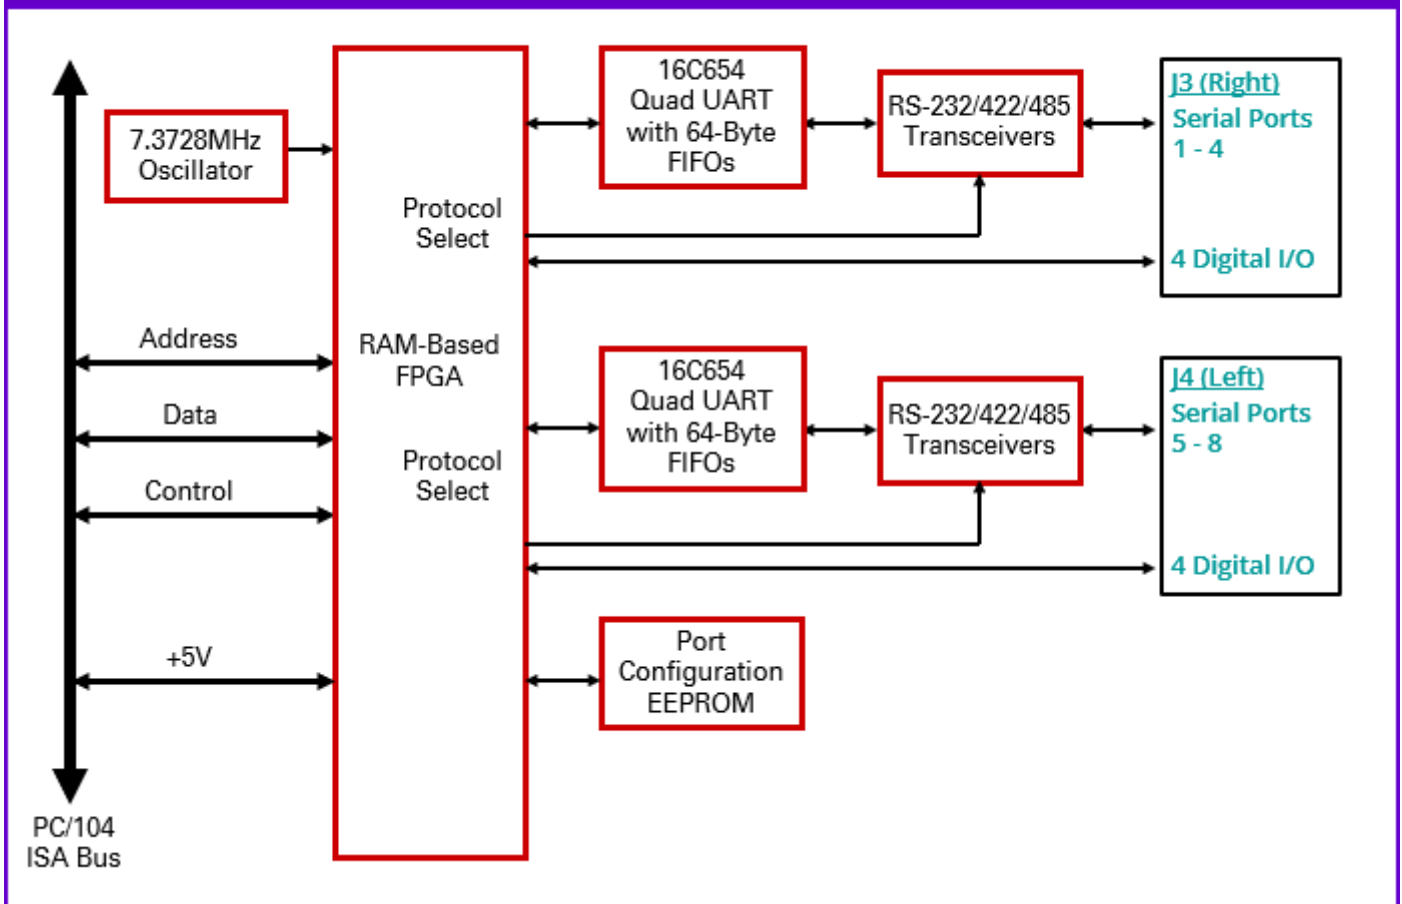 7.3728MHz
Oscillator
Address
Data
Control
+5V
PC/104
ISA Bus
Protocol
Select
RAM-Based
FPGA
Protocol
Select
16C654
Quad UART
with 64-Byte
FIFOs
RS-232/422/485
Transceivers
J3 (Right)
Serial Ports
1 - 4
4 Digital I/O
16C654
Quad UART
with 64-Byte
FIFOs
RS-232/422/485
Transceivers
J4 (Left)
Serial Ports
5 - 8
4 Digital I/O
Port
Configuration
EEPROM